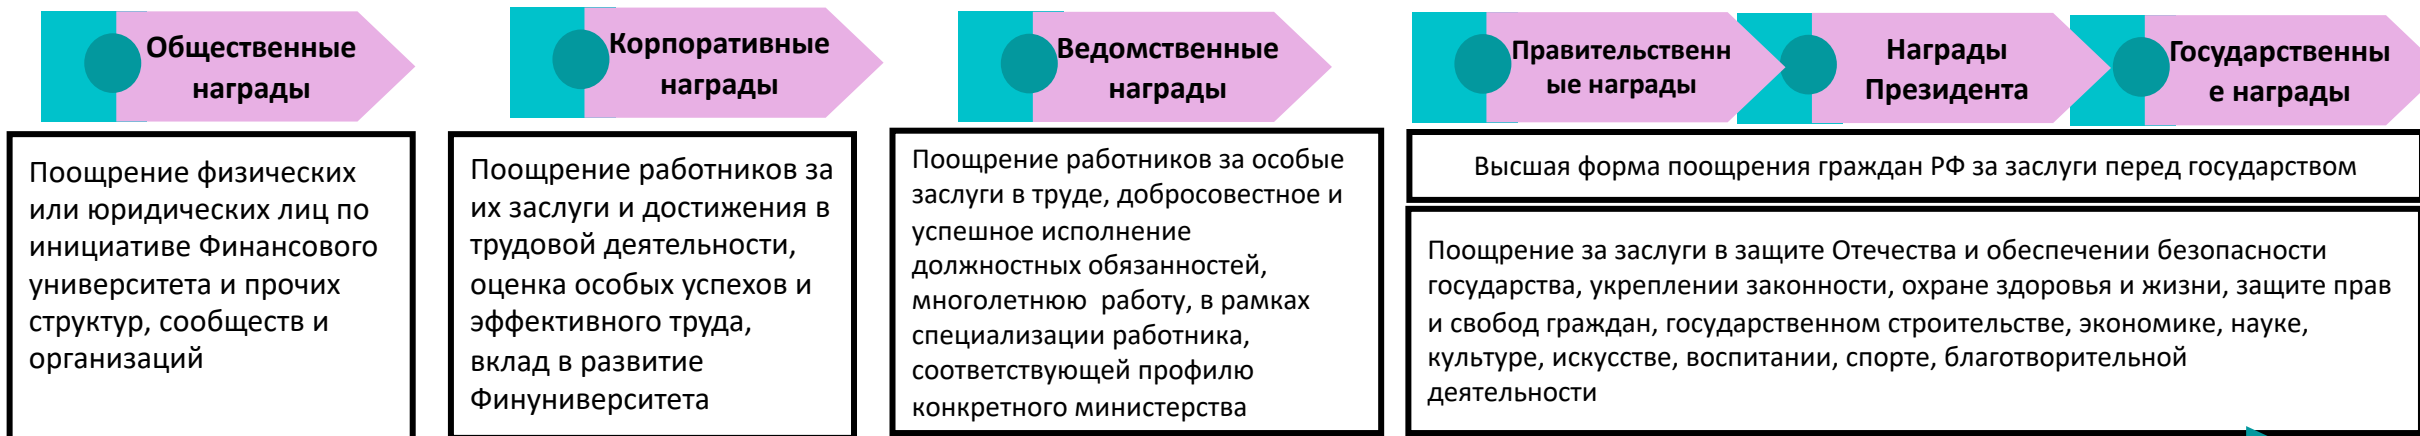 Общественные
награды
Поощрение физических
или юридических лиц по
инициативе Финансового
университета и прочих
структур, сообществ и
организаций
Корпоративные
награды
Поощрение работников за
их заслуги и достижения в
трудовой деятельности,
оценка особых успехов и
эффективного труда,
вклад в развитие
Финуниверситета
Ведомственные
награды
Поощрение работников за особые
заслуги в труде, добросовестное и
успешное исполнение
должностных обязанностей,
многолетнюю работу, в рамках
специализации работника,
соответствующей профилю
конкретного министерства
Правительственн
ые награды
Награды
Президента
Государственны
е награды
Высшая форма поощрения граждан РФ за заслуги перед государством
Поощрение за заслуги в защите Отечества и обеспечении безопасности
государства, укреплении законности, охране здоровья и жизни, защите прав
и свобод граждан, государственном строительстве, экономике, науке,
культуре, искусстве, воспитании, спорте, благотворительной
деятельности